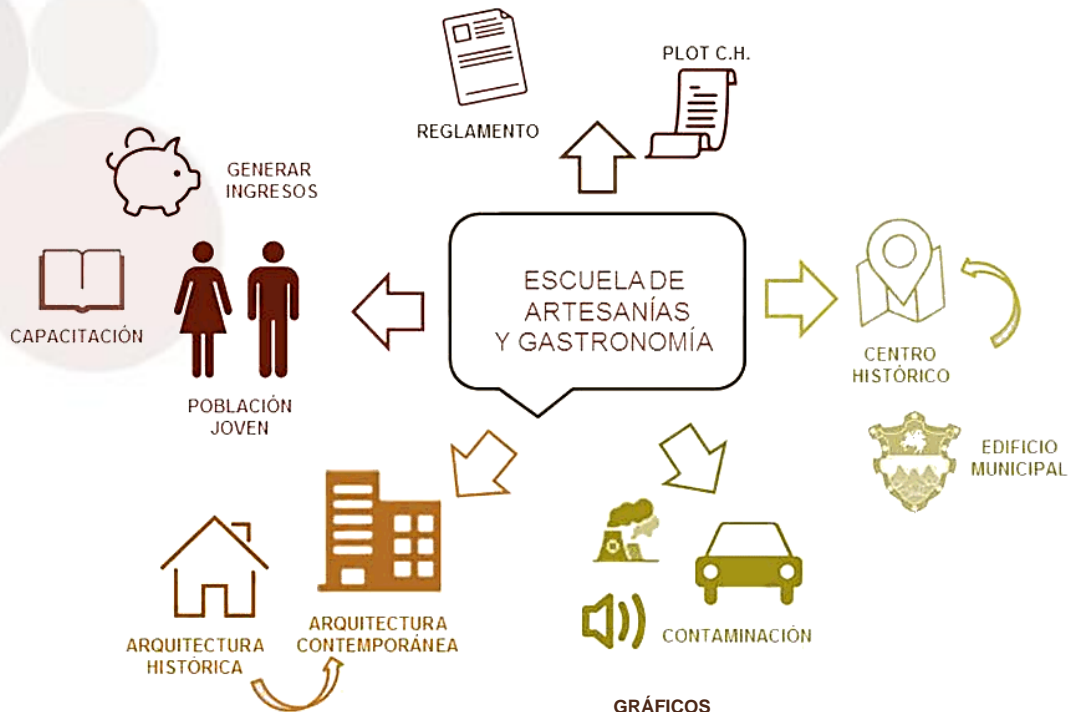 PLOT C.H.
REGLAMENTO
GENERAR
INGRESOS
CAPACITACIÓN
POBLACIÓN
JOVEN
ESCUELA DE
ARTESANÍAS
Y GASTRONOMÍA
CENTRO
HISTÓRICO
EDIFICIO
MUNICIPAL
ARQUITECTURA
HISTÓRICA
ARQUITECTURA
CONTEMPORÁNEA
CONTAMINACIÓN
GRÁFICOS